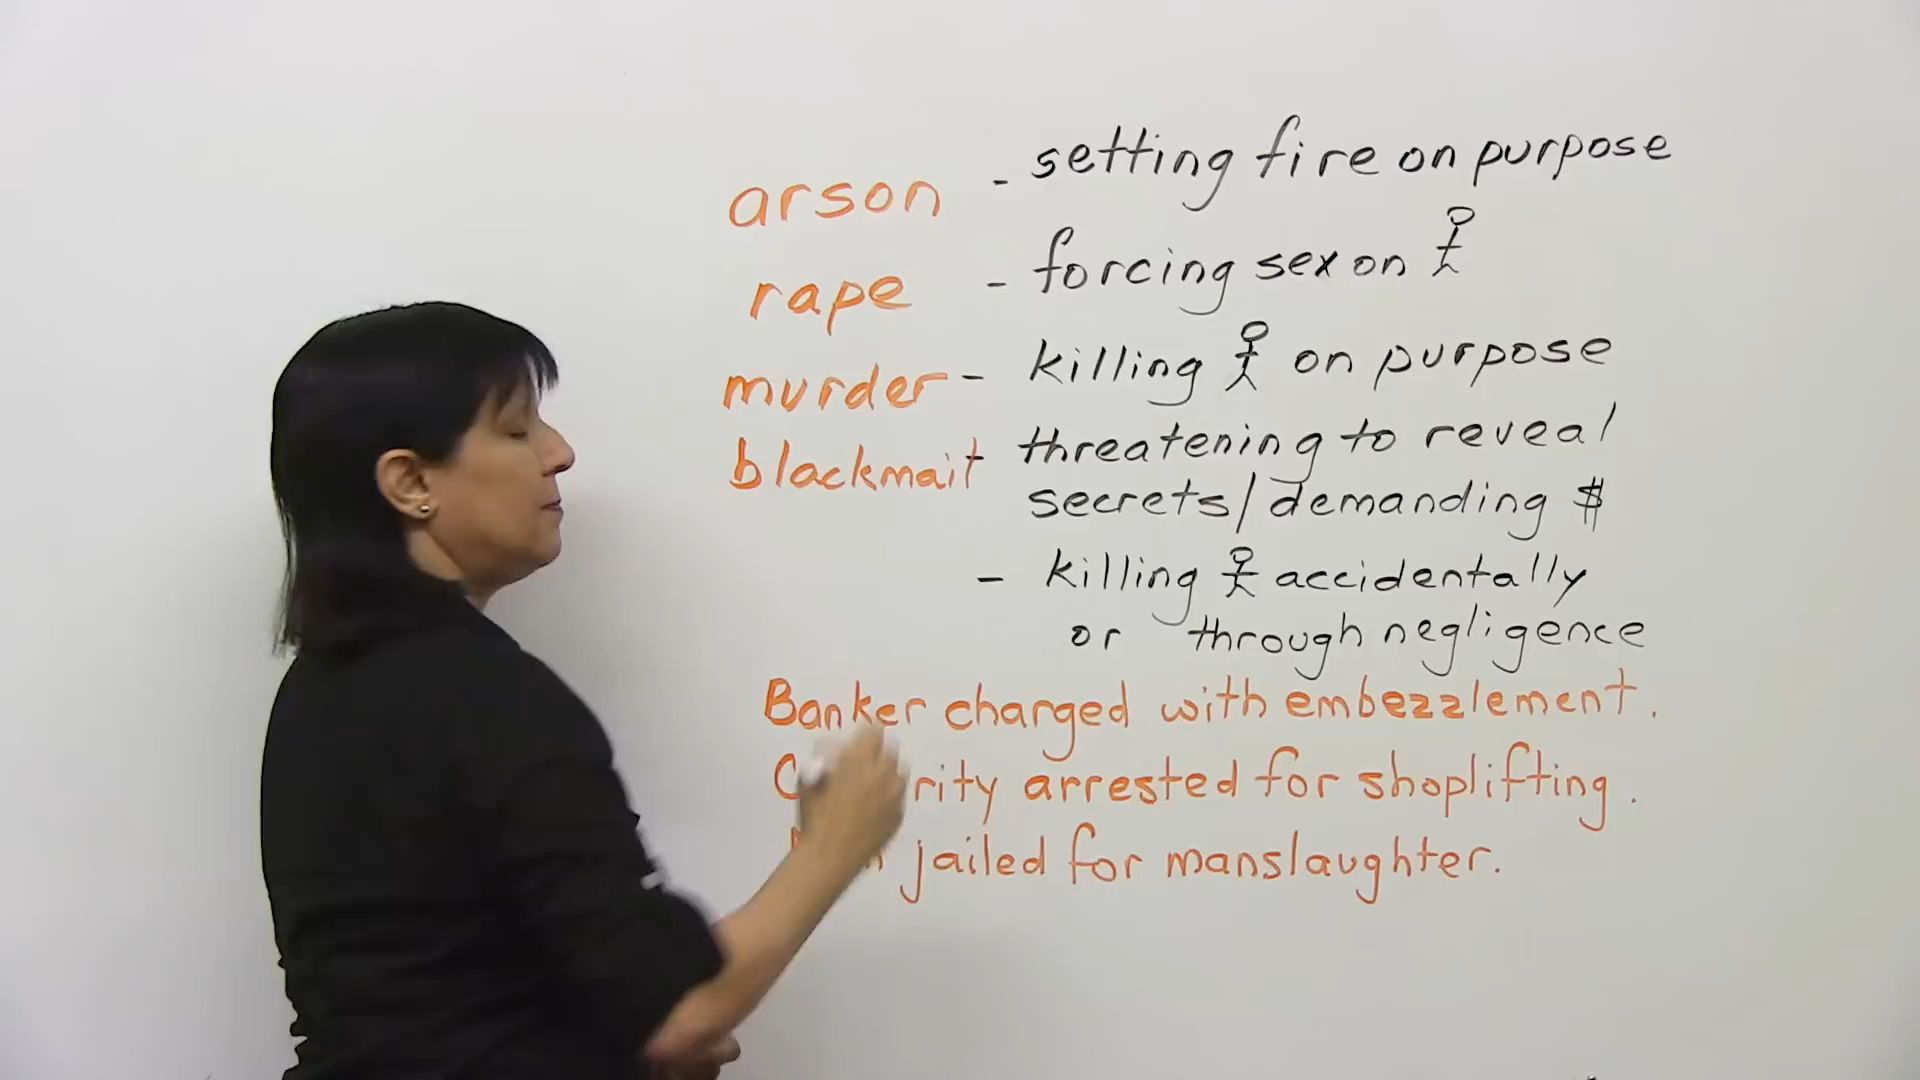 arson - setting fire on purpose
rape - forcing sex on
murder - killing on purpose
blackmail - threatening to reveal
secrets/demanding $
- killing accidentally
or through negligence
Banker charged with embezzlement.
arrested for shoplifting.
jailed for manslaughter.